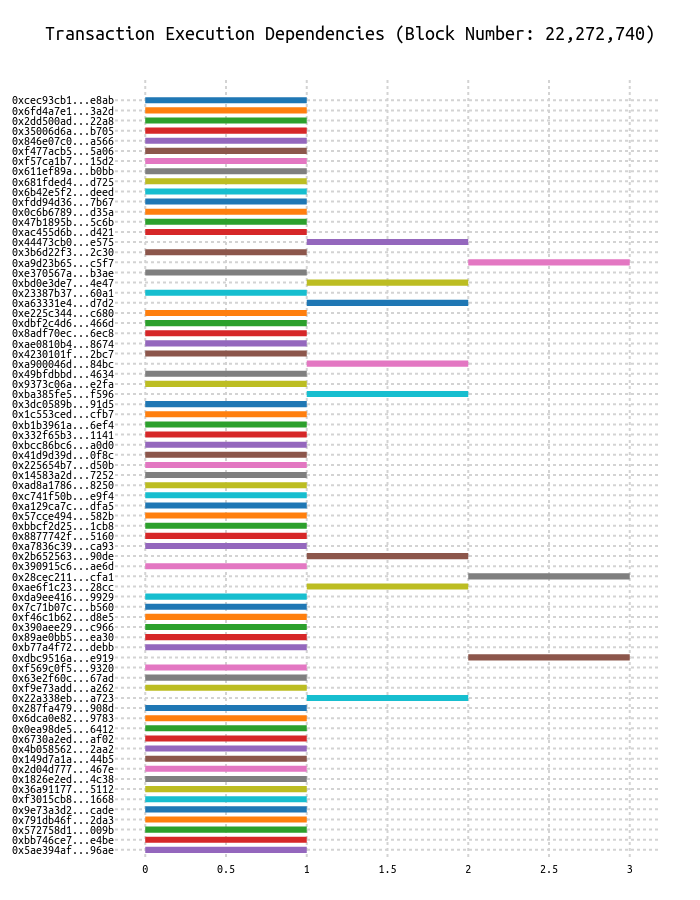 Transaction Execution Dependencies (Block Number: 22,272,740)
0xcec93cb1...e8ab
0x6fd4a7e1...3a2d
0x2dd500ad...22a8
0x35006d6a...b705
0x846e07c0...a566
0xf477acb5...5a06
0xf57ca1b7...15d2
0x611ef89a...b0bb
0x681fded4...d725
0x6b42e5f2...deed
0xfdd94d36...7b67
0x0c6b6789...d35a
0x47b1895b...5c6b
0xac455d6b...d421
0x44473cb0...e575
0x3b6d22f3...2c30
0xa9d23b65...c5f7
0xe370567a...b3ae
0xbd0e3de7...4e47
0x23387b37...60a1
0xa63331e4...d7d2
0xe225c344...c680
0xdbf2c4d6...466d
0x8adf70ec...6ec8
0xae0810b4...8674
0x4230101f...2bc7
0xa900046d...84bc
0x49bfdbbd...4634
0x9373c06a...e2fa
0xba385fe5...f596
0x3dc0589b...91d5
0x1c553ced...cfb7
0xb1b3961a...6ef4
0x332f65b3...1141
0xbcc86bc6...a0d0
0x41d9d39d...0f8c
0x225654b7...d50b
0x14583a2d...7252
0xad8a1786...8250
0xc741f50b...e9f4
0xa129ca7c...dfa5
0x57cce494...582b
0xbbcf2d25...1cb8
0x8877742f...5160
0xa7836c39...ca93
0x2b652563...90de
0x390915c6...ae6d
0x28cec211...cfa1
0xae6f1c23...28cc
0xda9ee416...9929
0x7c71b07c...b560
0xf46c1b62...d8e5
0x390aee29...c966
0x89ae0bb5...ea30
0xb77a4f72...debb
0xdbc9516a...e919
0xf569c0f5...9320
0x63e2f60c...67ad
0xf9e73add...a262
0x22a338eb...a723
0x287fa479...908d
0x6dca0e82...9783
0x0ea98de5...6412
0x6730a2ed...af02
0x4b058562...2aa2
0x149d7a1a...44b5
0x2d04d777...467e
0x1826e2ed...4c38
0x36a91177...5112
0xf3015cb8...1668
0x9e73a3d2...cade
0x791db46f...2da3
0x572758d1...009b
0xbb746ce7...e4be
0x5ae394af...96ae
0 0.5 1 1.5 2 2.5 3